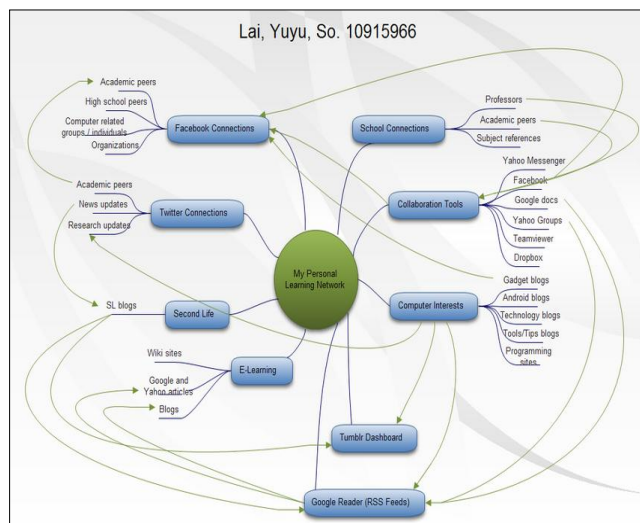 Lai, Yuyu, So. 10915966
Academic peers
High school peers
Computer related
groups / individuals
Organizations
Facebook Connections
School Connections
Professors
Academic peers
Subject references
Academic peers
News updates
Research updates
Twitter Connections
Collaboration Tools
Yahoo Messenger
Facebook
Google docs
Yahoo Groups
Teamviewer
Dropbox
My Personal
Learning Network
SL blogs
Second Life
Computer Interests
Gadget blogs
Android blogs
Technology blogs
Tools/Tips blogs
Programming
sites
Wiki sites
Google and
Yahoo articles
Blogs
E-Learning
Tumblr Dashboard
Google Reader (RSS Feeds)